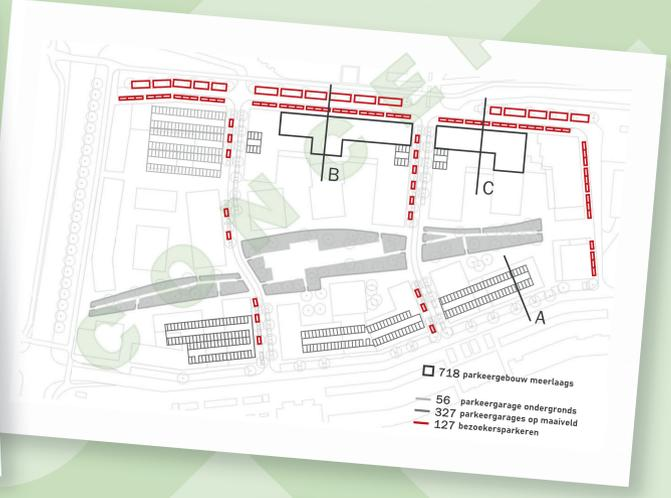 CONCEPT
B
C
A
718 parkeergebouw meerlaags
56 parkeergarage ondergronds
327 parkeergarages op maaiveld
127 bezoekersparkeren